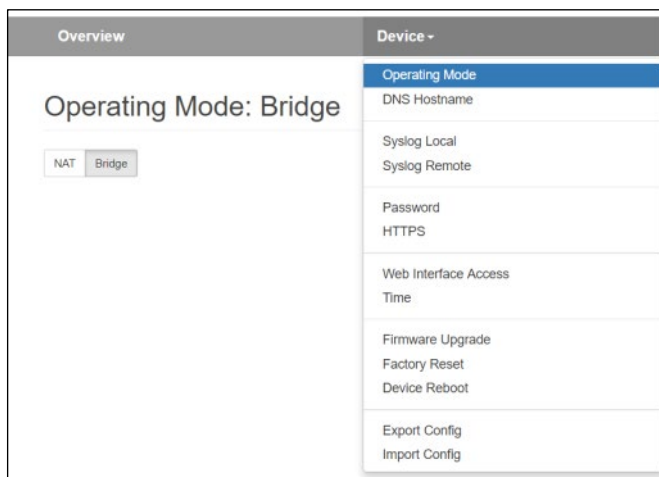 Overview
Device
Operating Mode: Bridge
NAT
Bridge
Operating Mode
DNS Hostname
Syslog Local
Syslog Remote
Password
HTTPS
Web Interface Access
Time
Firmware Upgrade
Factory Reset
Device Reboot
Export Config
Import Config